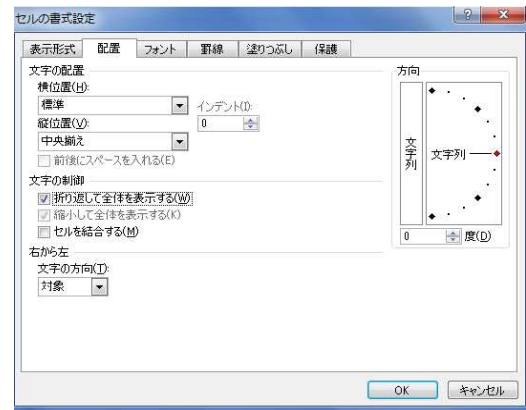 セルの書式設定
表示形式 配置 フォント 罫線 塗りつぶし 保護
文字の配置
横位置(H):
標準
インデント(I):
縦位置(V):
0
中央揃え
前後にスペースを入れる(E)
文字の制御
折り返して全体を表示する(W)
縮小して全体を表示する(K)
セルを結合する(M)
右から左
文字の方向(T):
対象
方向
文字列
文字列
0 度(D)
OK キャンセル